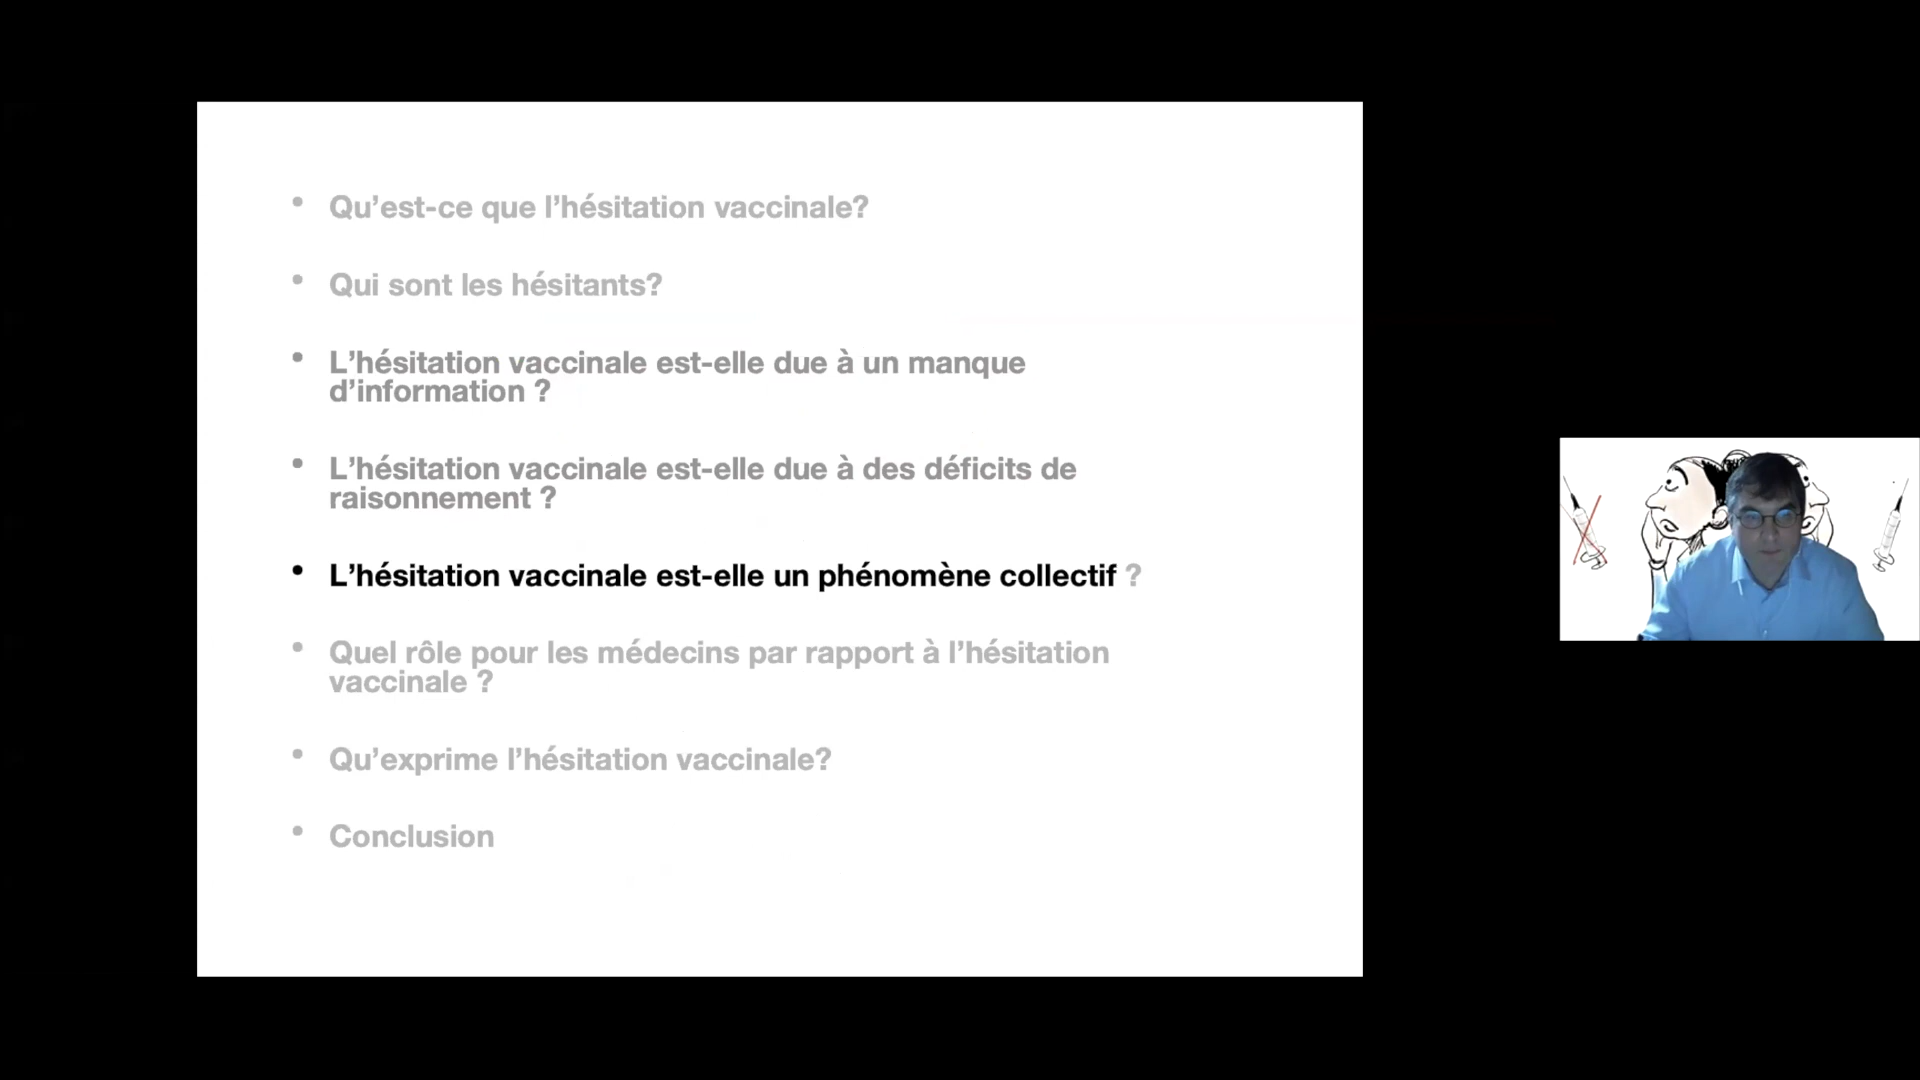 • Qu’est-ce que l’hésitation vaccinale?
• Qui sont les hésitants?
• L’hésitation vaccinale est-elle due à un manque
d’information ?
• L’hésitation vaccinale est-elle due à des déficits de
raisonnement ?
• L’hésitation vaccinale est-elle un phénomène collectif ?
• Quel rôle pour les médecins par rapport à l’hésitation
vaccinale ?
• Qu’exprime l’hésitation vaccinale?
• Conclusion